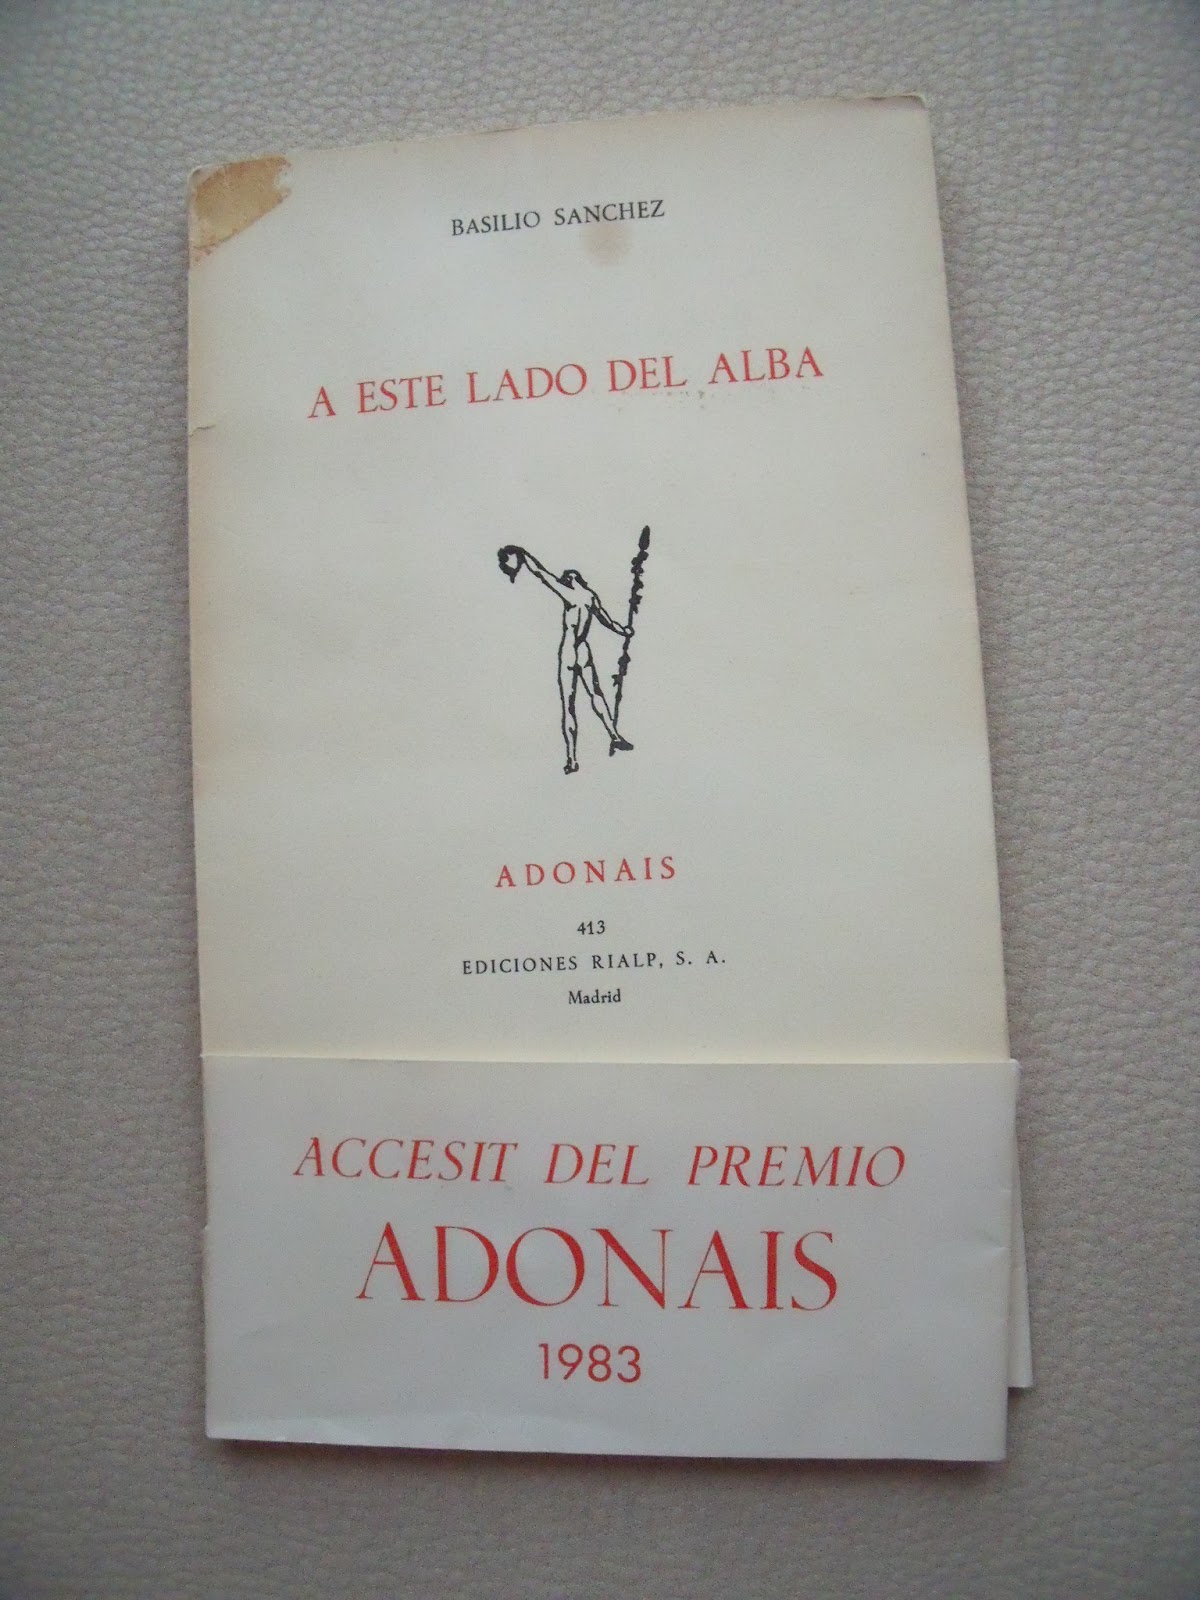 BASILIO SANCHEZ
A ESTE LADO DEL ALBA
ADONAIS
413
EDICIONES RIALP, S. A.
Madrid
ACCESIT DEL PREMIO
ADONAIS
1983